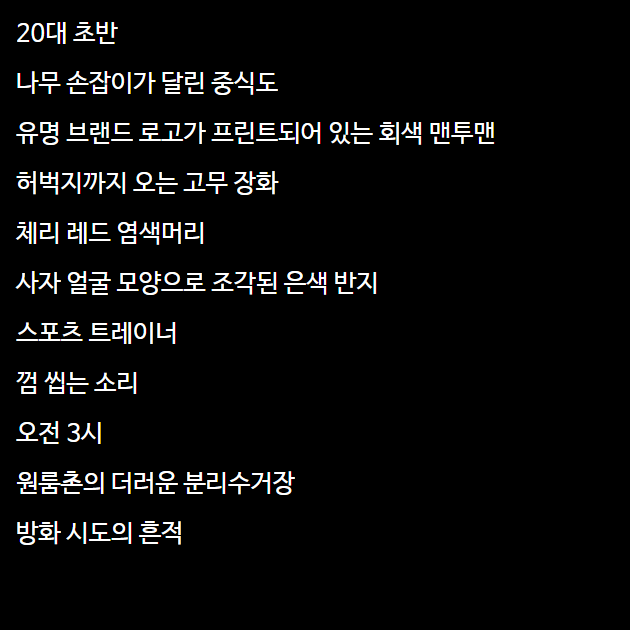 20대 초반
나무 손잡이가 달린 중식도
유명 브랜드 로고가 프린트되어 있는 회색 맨투맨
허벅지까지 오는 고무 장화
체리 레드 염색머리
사자 얼굴 모양으로 조각된 은색 반지
스포츠 트레이너
껌 씹는 소리
오전 3시
원룸촌의 더러운 분리수거장
방화 시도의 흔적